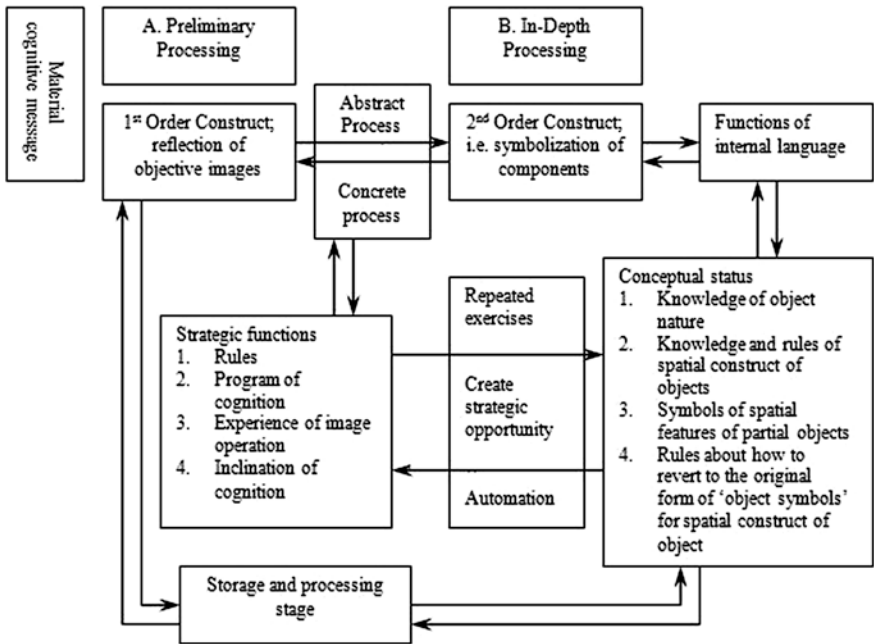 Material
cognitive message
A. Preliminary
Processing
B. In-Depth
Processing
1st Order Construct;
reflection of
objective images
Abstract
Process
Concrete
process
2nd Order Construct;
i.e. symbolization of
components
Functions of
internal language
Strategic functions
1. Rules
2. Program of
cognition
3. Experience of image
operation
4. Inclination of
cognition
Repeated
exercises
Create
strategic
opportunity
..
Automation
Conceptual status
1. Knowledge of object
nature
2. Knowledge and rules of
spatial construct of
objects
3. Symbols of spatial
features of partial objects
4. Rules about how to
revert to the original
form of ‘object symbols’
for spatial construct of
object
Storage and processing
stage